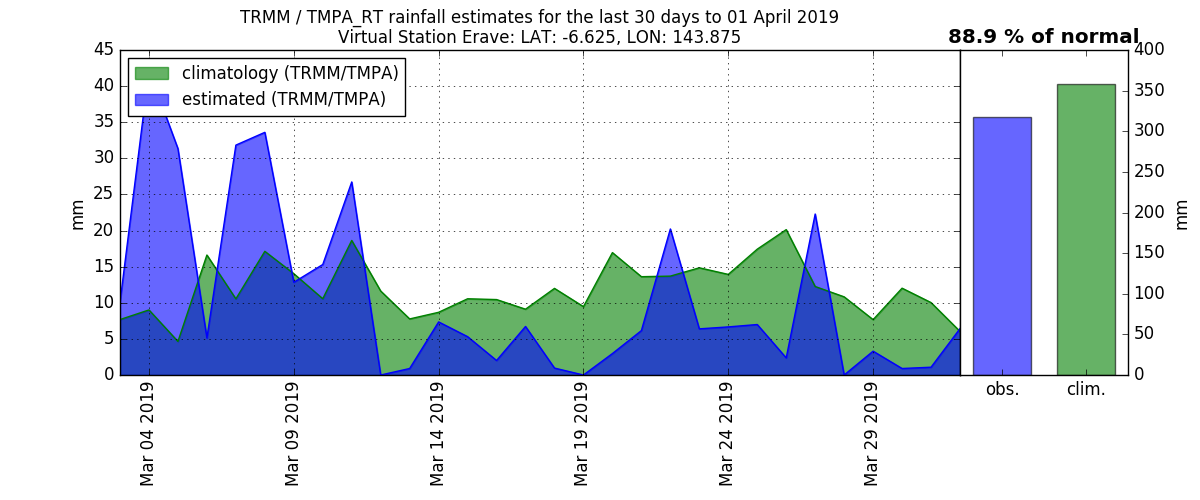 TRMM / TMPA_RT rainfall estimates for the last 30 days to 01 April 2019
Virtual Station Erave: LAT: -6.625, LON: 143.875
88.9 % of normal
climatology (TRMM/TMPA)
estimated (TRMM/TMPA)
45
40
35
30
25
20
15
10
5
0
mm
Mar 04 2019
Mar 09 2019
Mar 14 2019
Mar 19 2019
Mar 24 2019
Mar 29 2019
400
350
300
250
200
150
100
50
0
mm
obs.
clim.